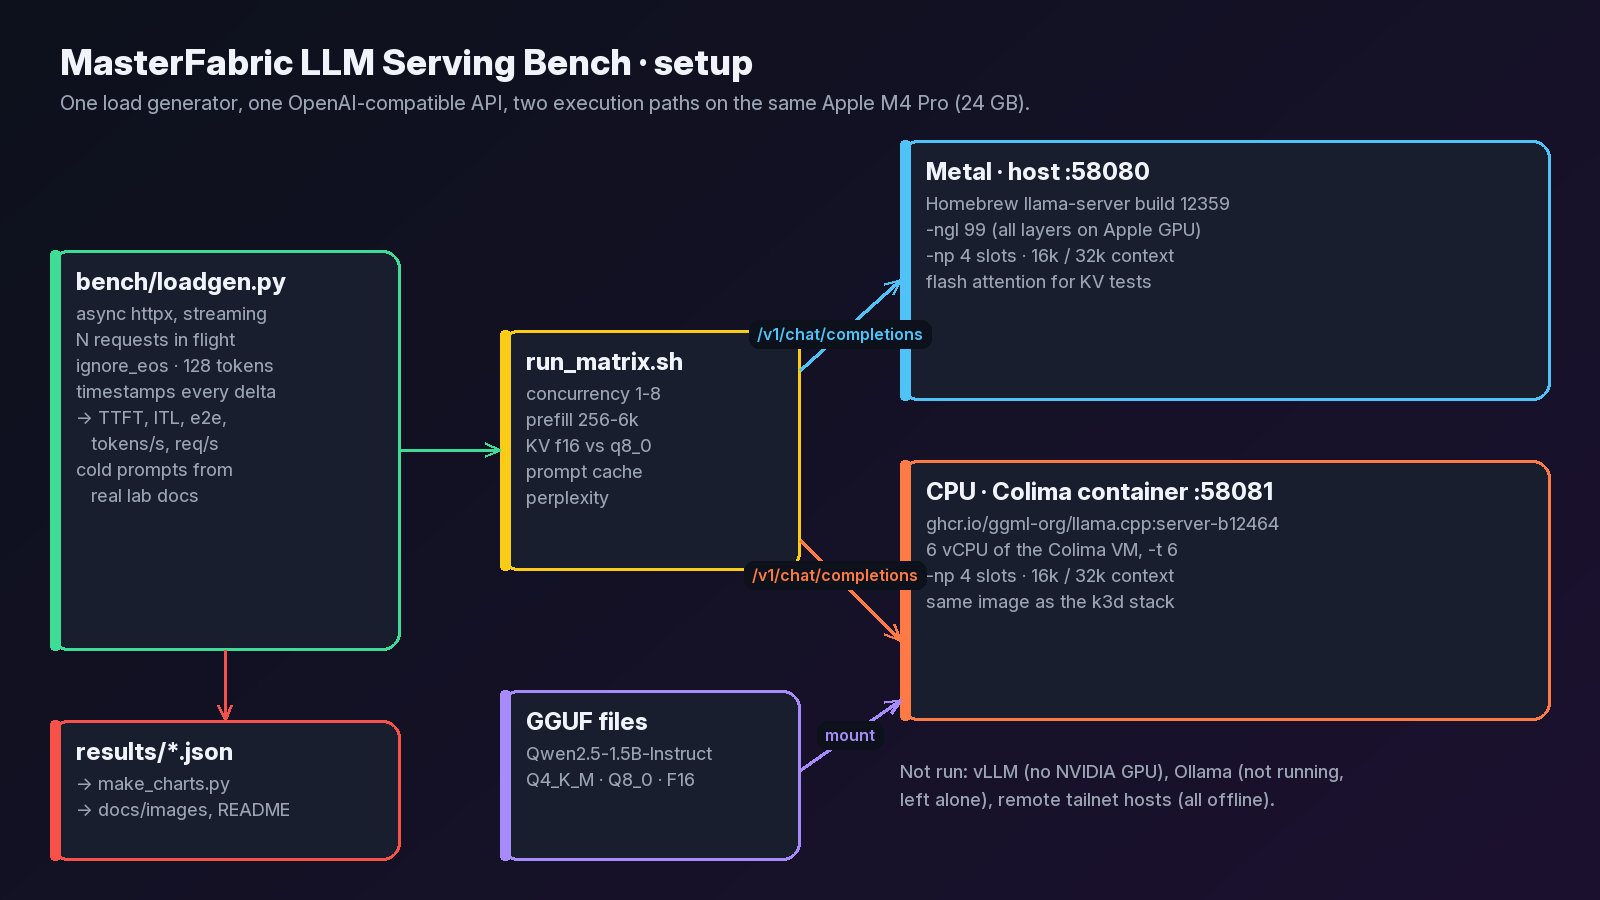 MasterFabric LLM Serving Bench · setup
One load generator, one OpenAI-compatible API, two execution paths on the same Apple M4 Pro (24 GB).
bench/loadgen.py
async httpx, streaming
N requests in flight
ignore_eos · 128 tokens
timestamps every delta
→ TTFT, ITL, e2e,
tokens/s, req/s
cold prompts from
real lab docs
results/*.json
→ make_charts.py
→ docs/images, README
run_matrix.sh
concurrency 1-8
prefill 256-6k
KV f16 vs q8_0
prompt cache
perplexity
GGUF files
Qwen2.5-1.5B-Instruct
Q4_K_M · Q8_0 · F16
/v1/chat/completions
/v1/chat/completions
mount
Metal · host :58080
Homebrew llama-server build 12359
-ngl 99 (all layers on Apple GPU)
-np 4 slots · 16k / 32k context
flash attention for KV tests
CPU · Colima container :58081
ghcr.io/ggml-org/llama.cpp:server-b12464
6 vCPU of the Colima VM, -t 6
-np 4 slots · 16k / 32k context
same image as the k3d stack
Not run: vLLM (no NVIDIA GPU), Ollama (not running,
left alone), remote tailnet hosts (all offline).